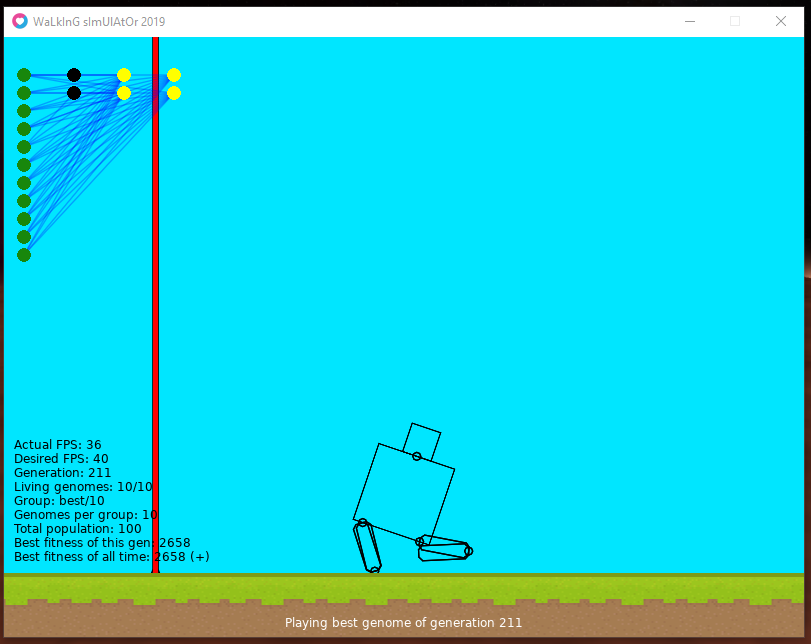 WaLkInG sImUlAtOr 2019
Actual FPS: 36
Desired FPS: 40
Generation: 211
Living genomes: 10/10
Group: best/10
Genomes per group: 10
Total population: 100
Best fitness of this gen: 2658
Best fitness of all time: 2658 (+)
Playing best genome of generation 211